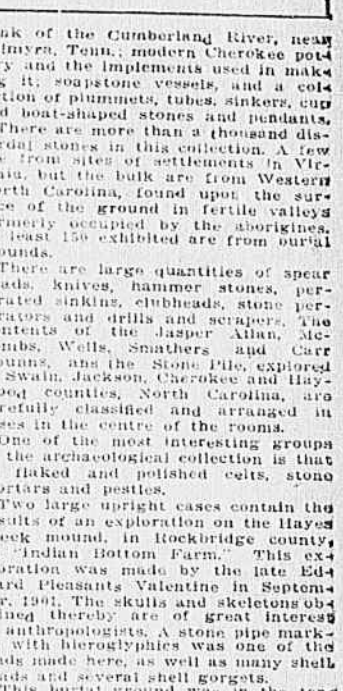 nk of the Cumberland River, near
lmyra, Tenn.; modern Cherokee pot-
ry and the implements used in mak-
g it; soapstone vessels, and a col-
tion of plummets, tubes, sinkers, cup
d boat-shaped stones and pendants.
There are more than a thousand dis-
dal stones in this collection. A few
e from sites of settlements in Vir-
nia, but the bulk are from Western
rth Carolina, found upon the sur-
ce of the ground in fertile valleys
rmerly occupied by the aborigines.
least 150 exhibited are from burial
ounds.
There are large quantities of spear
ads, knives, hammer stones, per-
rated sinkins, clubheads, stone per-
rators and drills and scrapers. The
ntents of the Jasper Allan, Mc-
mbs, Wells, Smathers and Carr
ounns, ans the Stone Pile, explored
Swain, Jackson, Cherokee and Hay-
ood counties, North Carolina, are
refully classified and arranged in
ses in the centre of the rooms.
One of the most interesting groups
the archaeological collection is that
flaked and polished celts, stone
ortars and pestles.
Two large upright cases contain the
sults of an exploration on the Hayes
eek mound, in Rockbridge county,
"Indian Bottom Farm." This ex-
oration was made by the late Ed-
ard Pleasants Valentine in Septem-
r, 1901. The skulls and skeletons ob-
ined thereby are of great interest
anthropologists. A stone pipe mark-
with hieroglyphics was one of the
ads made here, as well as many shell
ads and several shell gorgets.
This burial ground was in the